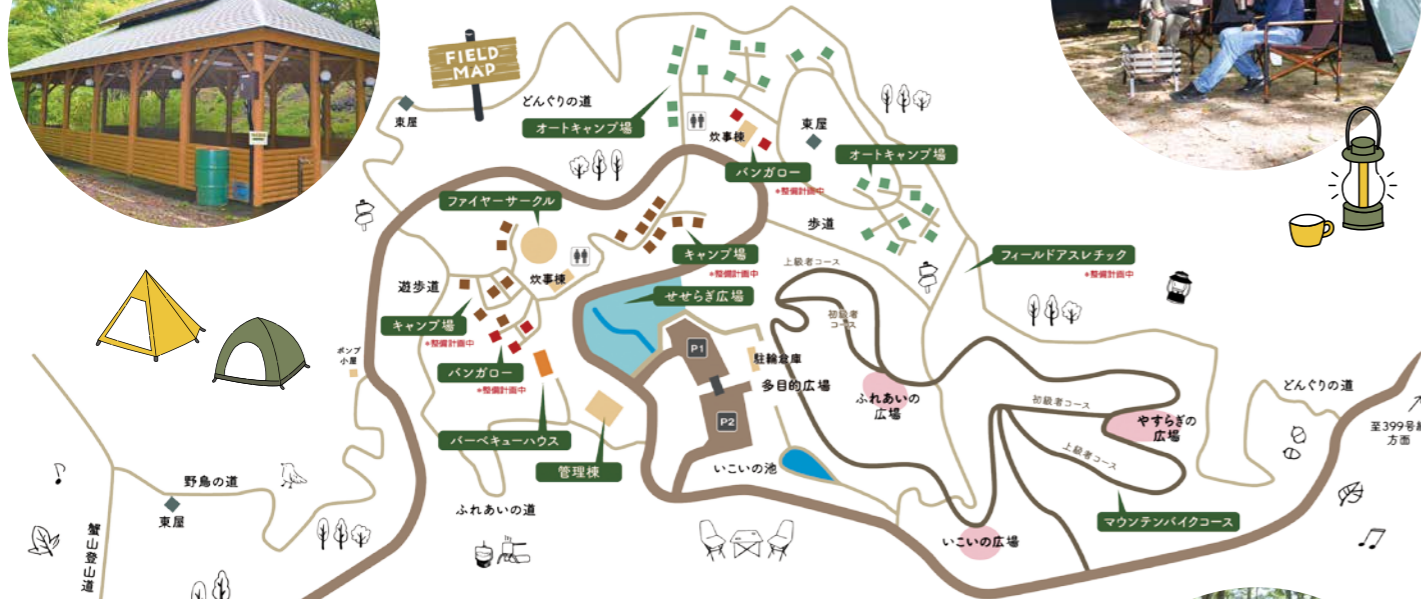 FIELD
MAP
どんぐりの道
東屋
オートキャンプ場
炊事棟
東屋
オートキャンプ場
バンガロー
*整備計画中
ファイヤーサークル
歩道
キャンプ場
*整備計画中
フィールドアスレチック
*整備計画中
上級者コース
炊事棟
遊歩道
せせらぎ広場
初級者
コース
キャンプ場
*整備計画中
P1
ポンプ
小屋
駐輪倉庫
バンガロー
*整備計画中
多目的広場
どんぐりの道
ふれあいの
広場
初級者コース
やすらぎの
広場
至399号線
方面
P2
バーベキューハウス
管理棟
いこいの池
上級者コース
野鳥の道
東屋
ふれあいの道
マウンテンバイクコース
いこいの広場
蟹山登山道